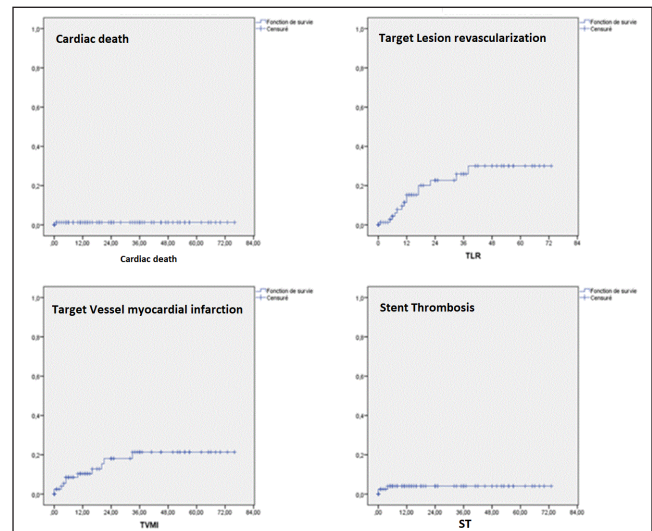 Cardiac death
Fonction de survie
Censuré
1,0
0,8
0,6
0,4
0,2
0,0
,00 12,00 24,00 36,00 48,00 60,00 72,00 84,00
Cardiac death
Target Lesion revascularization
Fonction de survie
Censuré
1,0
0,8
0,6
0,4
0,2
0,0
0 12 24 36 48 60 72 84
TLR
Target Vessel myocardial infarction
Fonction de survie
Censuré
1,0
0,8
0,6
0,4
0,2
0,0
,00 12,00 24,00 36,00 48,00 60,00 72,00 84,00
TVMI
Stent Thrombosis
Fonction de survie
Censuré
1,0
0,8
0,6
0,4
0,2
0,0
,00 12,00 24,00 36,00 48,00 60,00 72,00 84,00
ST